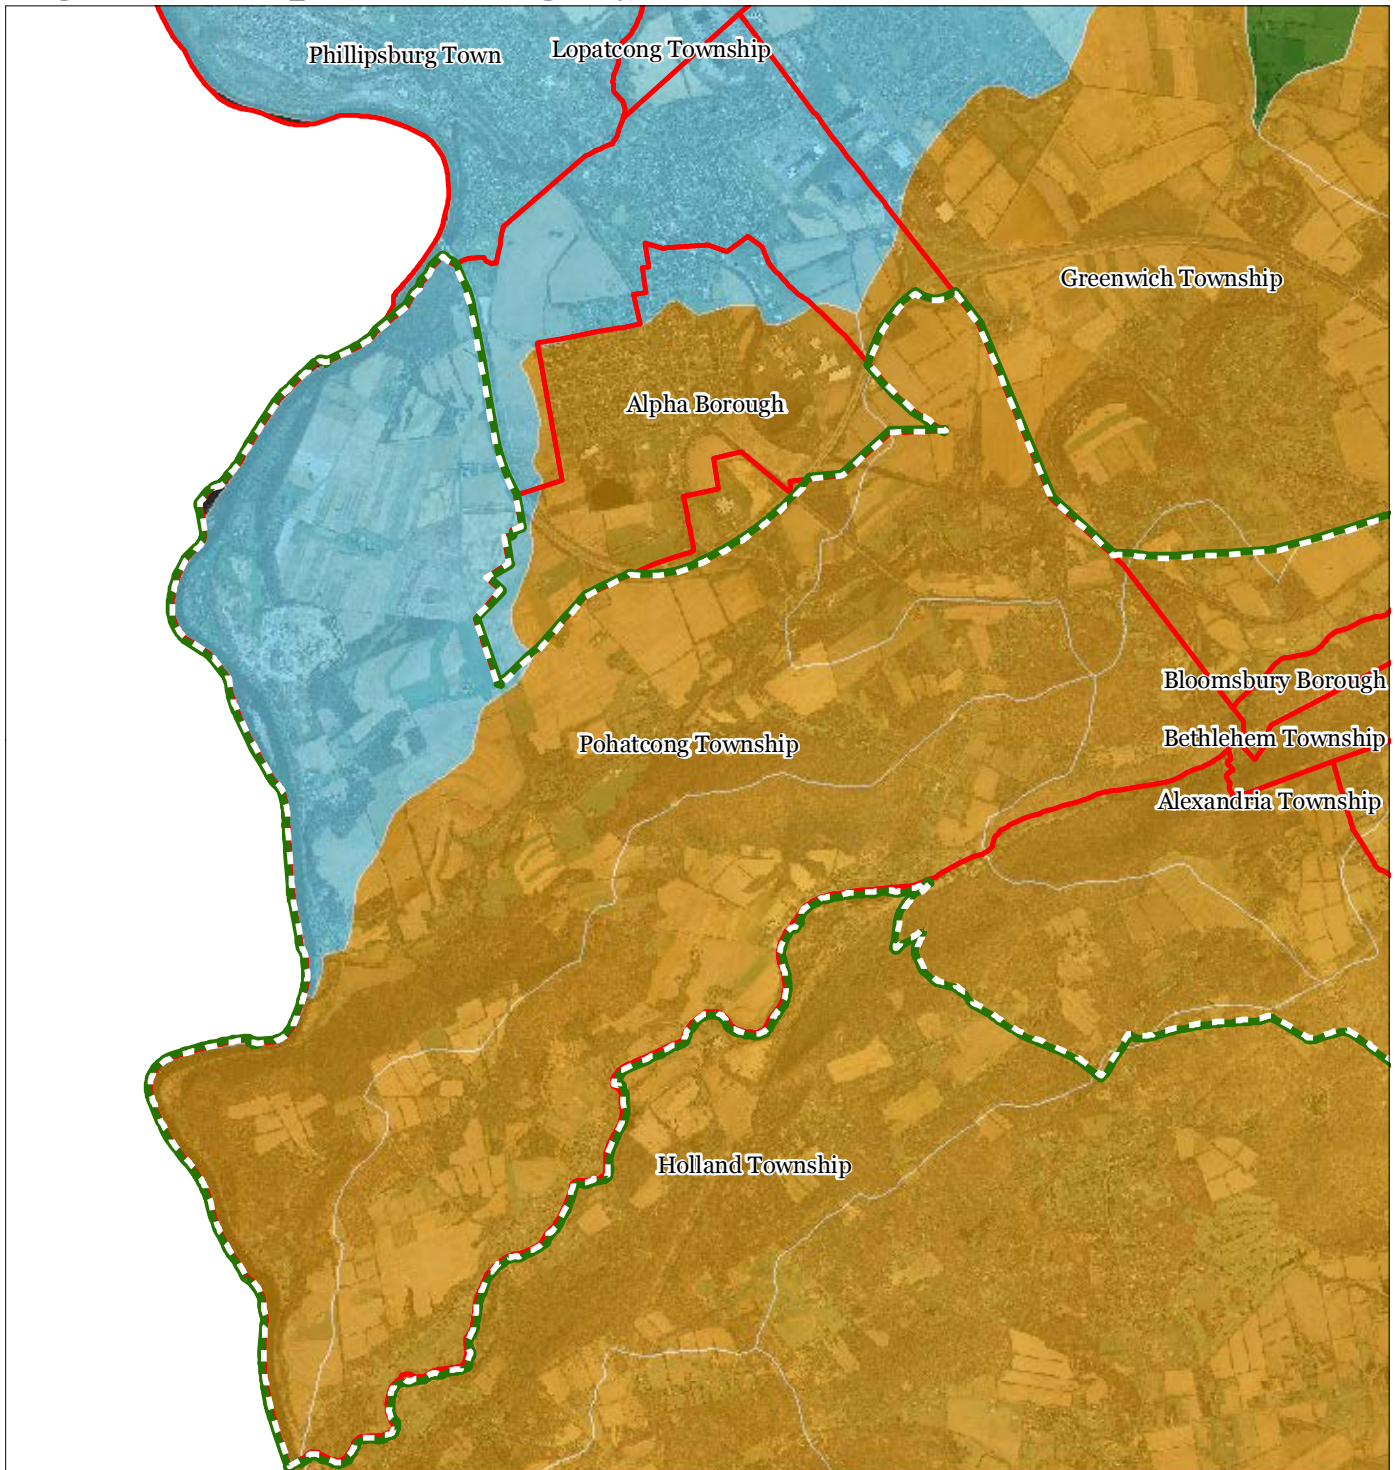 Phillipsburg Town
Lopatcong Township
Greenwich Township
Alpha Borough
Bloomsbury Borough
Pohatcong Township
Bethlehem Township
Alexandria Township
Holland Township